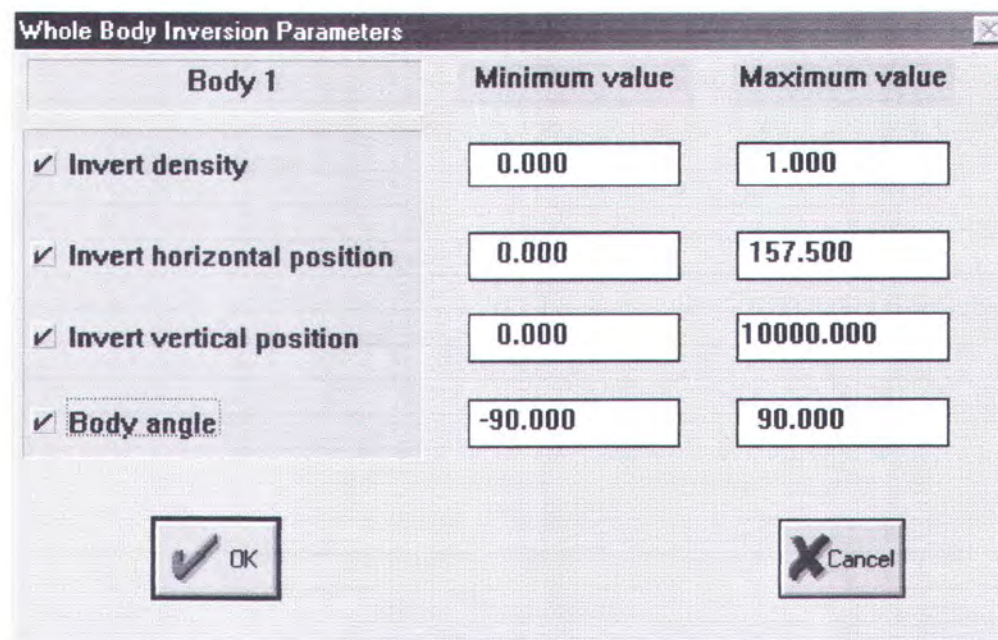 Whole Body Inversion Parameters
Body 1 Minimum value Maximum value
Invert density 0.000 1.000
Invert horizontal position 0.000 157.500
Invert vertical position 0.000 10000.000
Body angle -90.000 90.000
OK Cancel